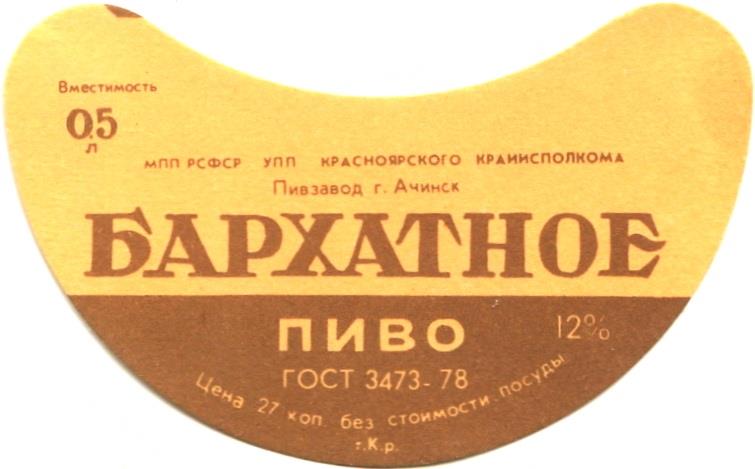 Вместимость
0,5
л
МПП РСФСР УПП КРАСНОЯРСКОГО КРАЙИСПОЛКОМА
Пивзавод г. Ачинск
БАРХАТНОЕ
ПИВО
12%
ГОСТ 3473-78
Цена 27 коп. без стоимости посуды
г.К.р.